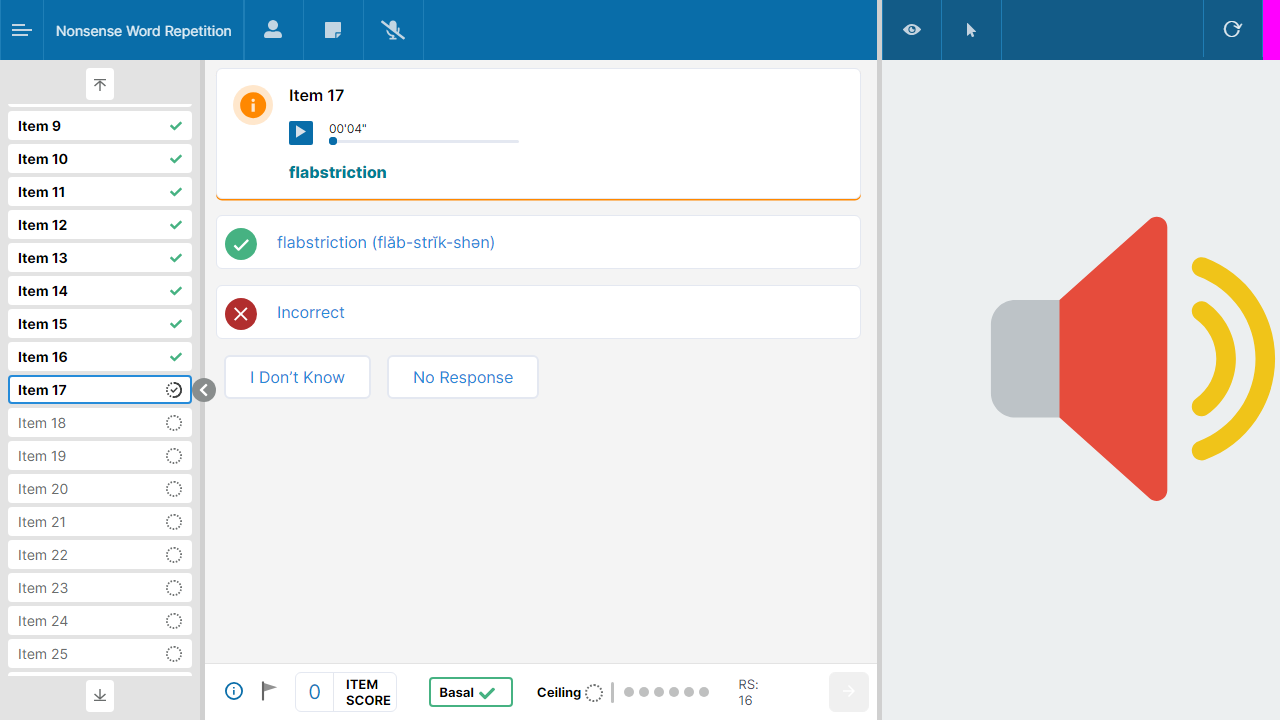 Nonsense Word Repetition
Item 9
Item 10
Item 11
Item 12
Item 13
Item 14
Item 15
Item 16
Item 17
Item 18
Item 19
Item 20
Item 21
Item 22
Item 23
Item 24
Item 25
Item 17
00'04"
flabstriction
flabstriction (flăb-strĭk-shən)
Incorrect
I Don’t Know
No Response
0
ITEM
SCORE
Basal
Ceiling
RS:
16